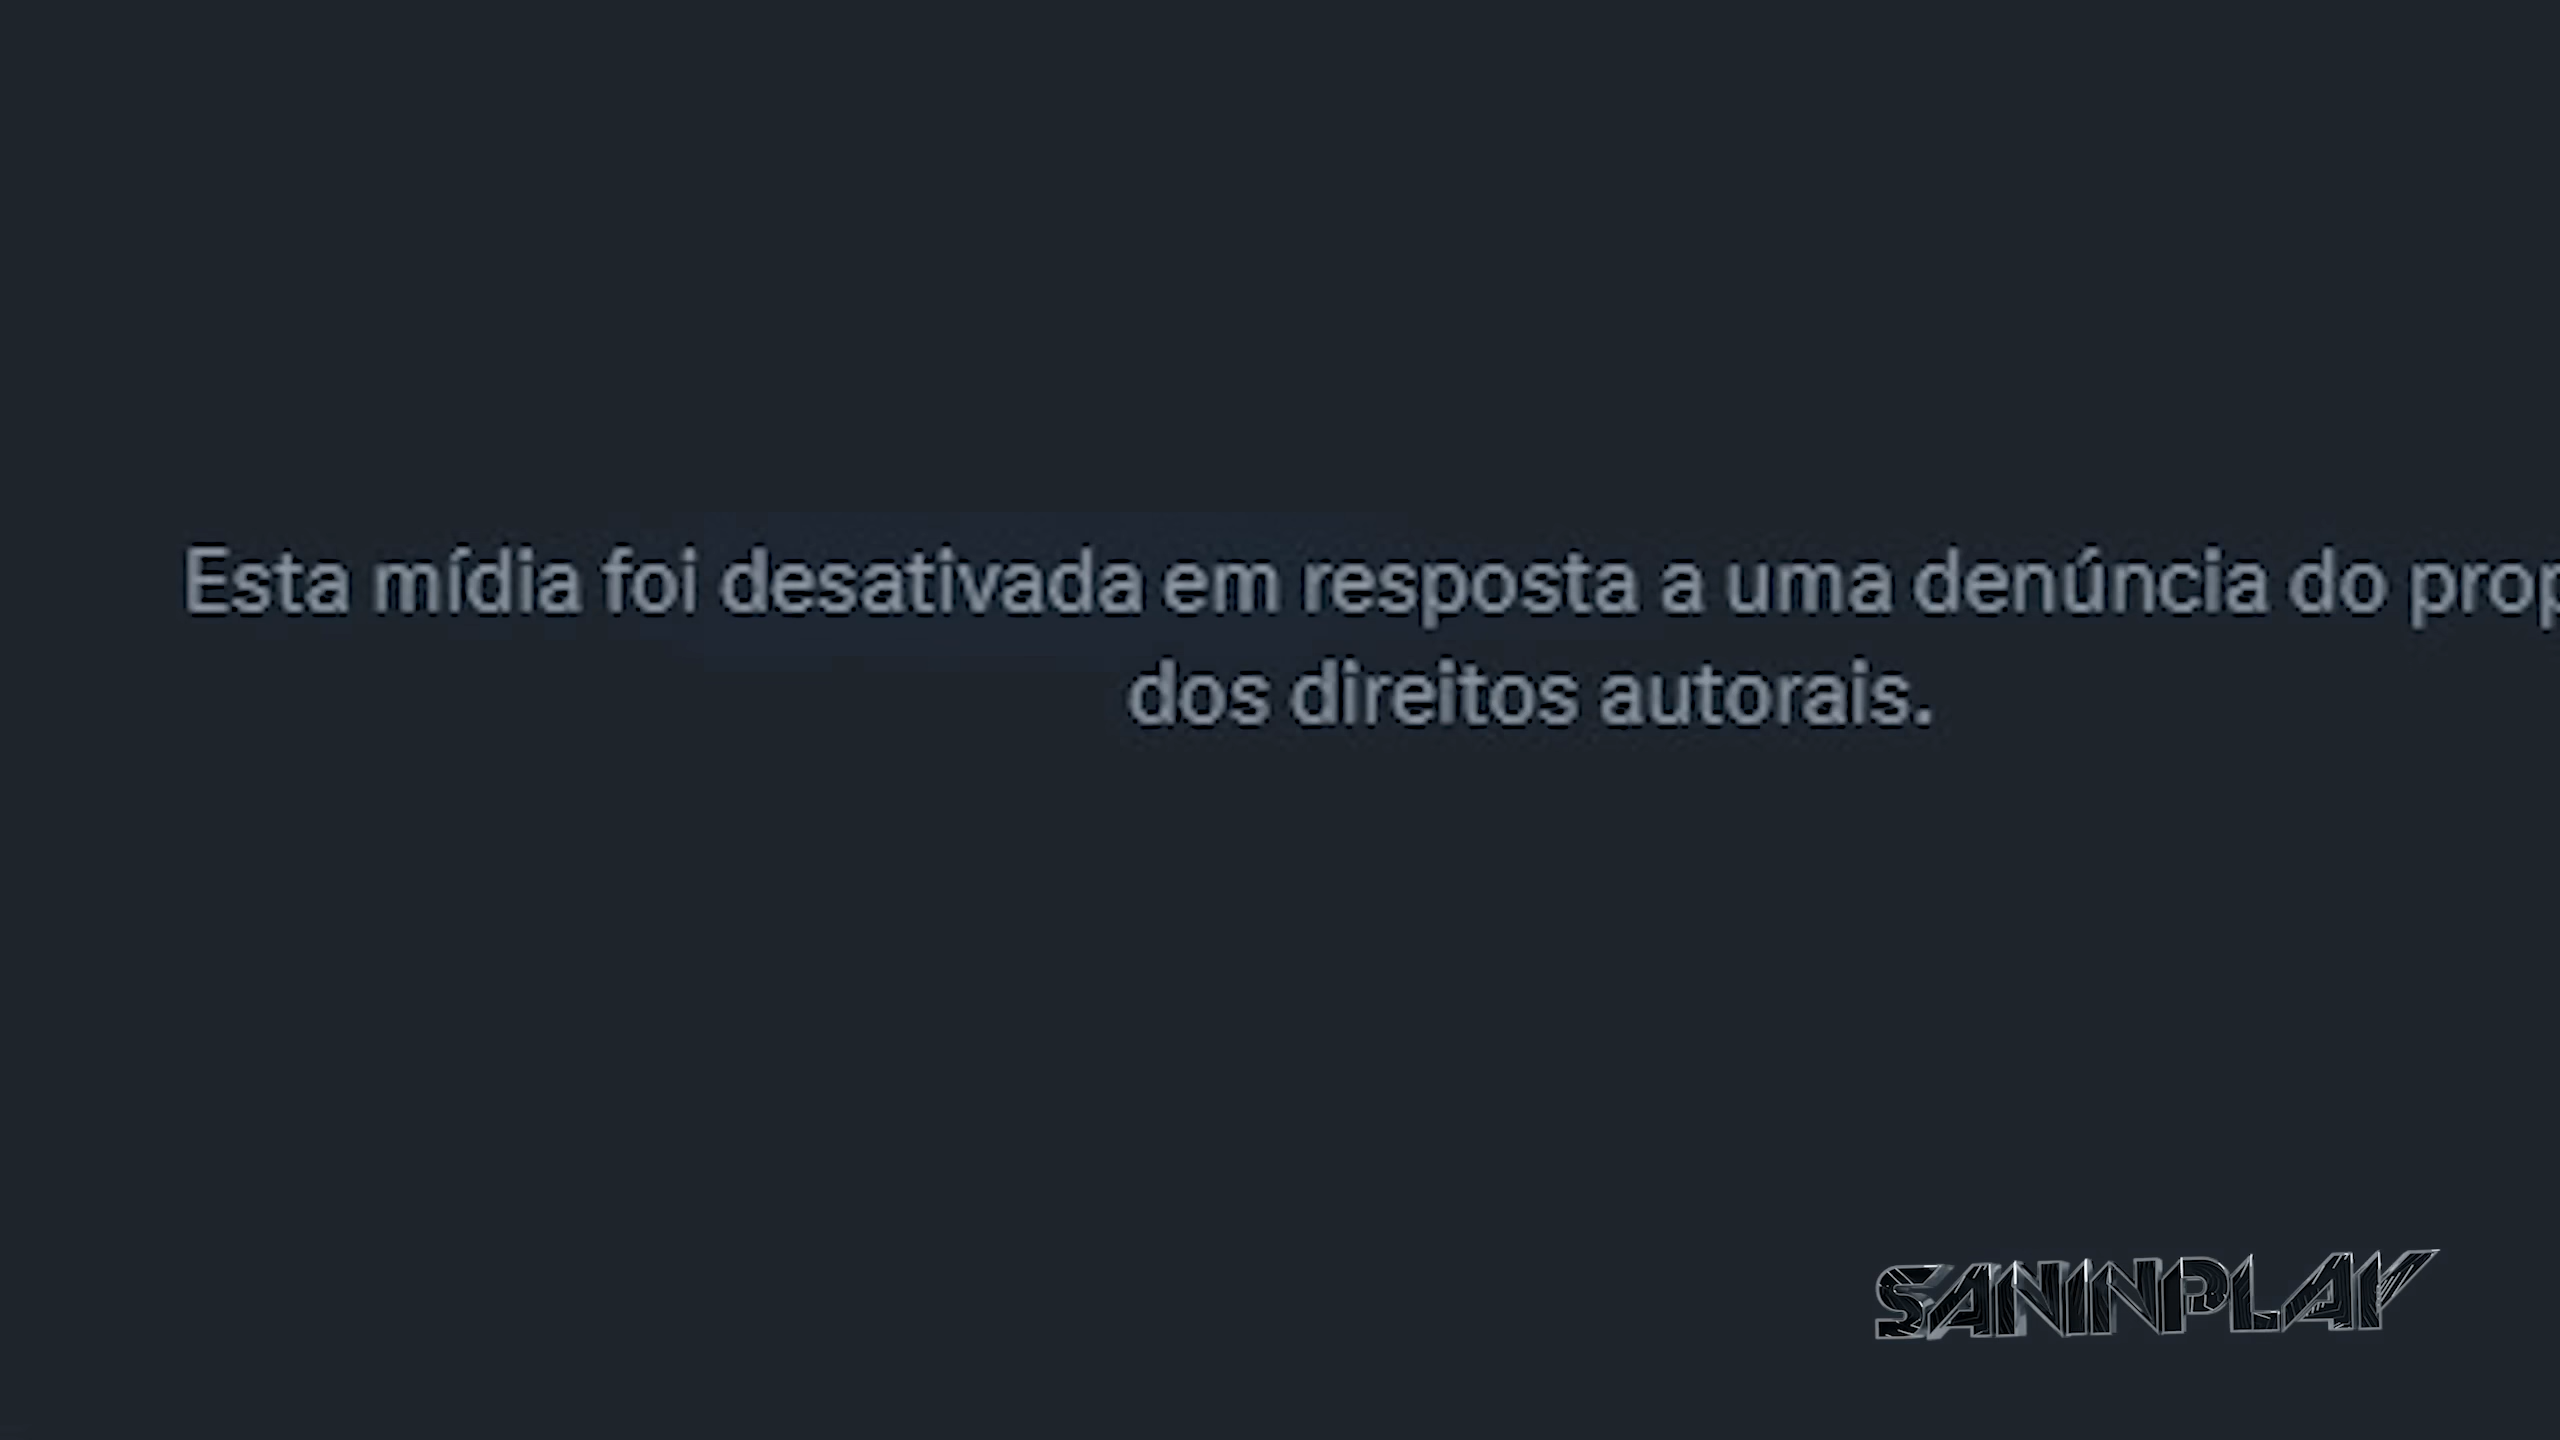 Esta mídia foi desativada em resposta a uma denúncia do prop
dos direitos autorais.
SANINPLAY